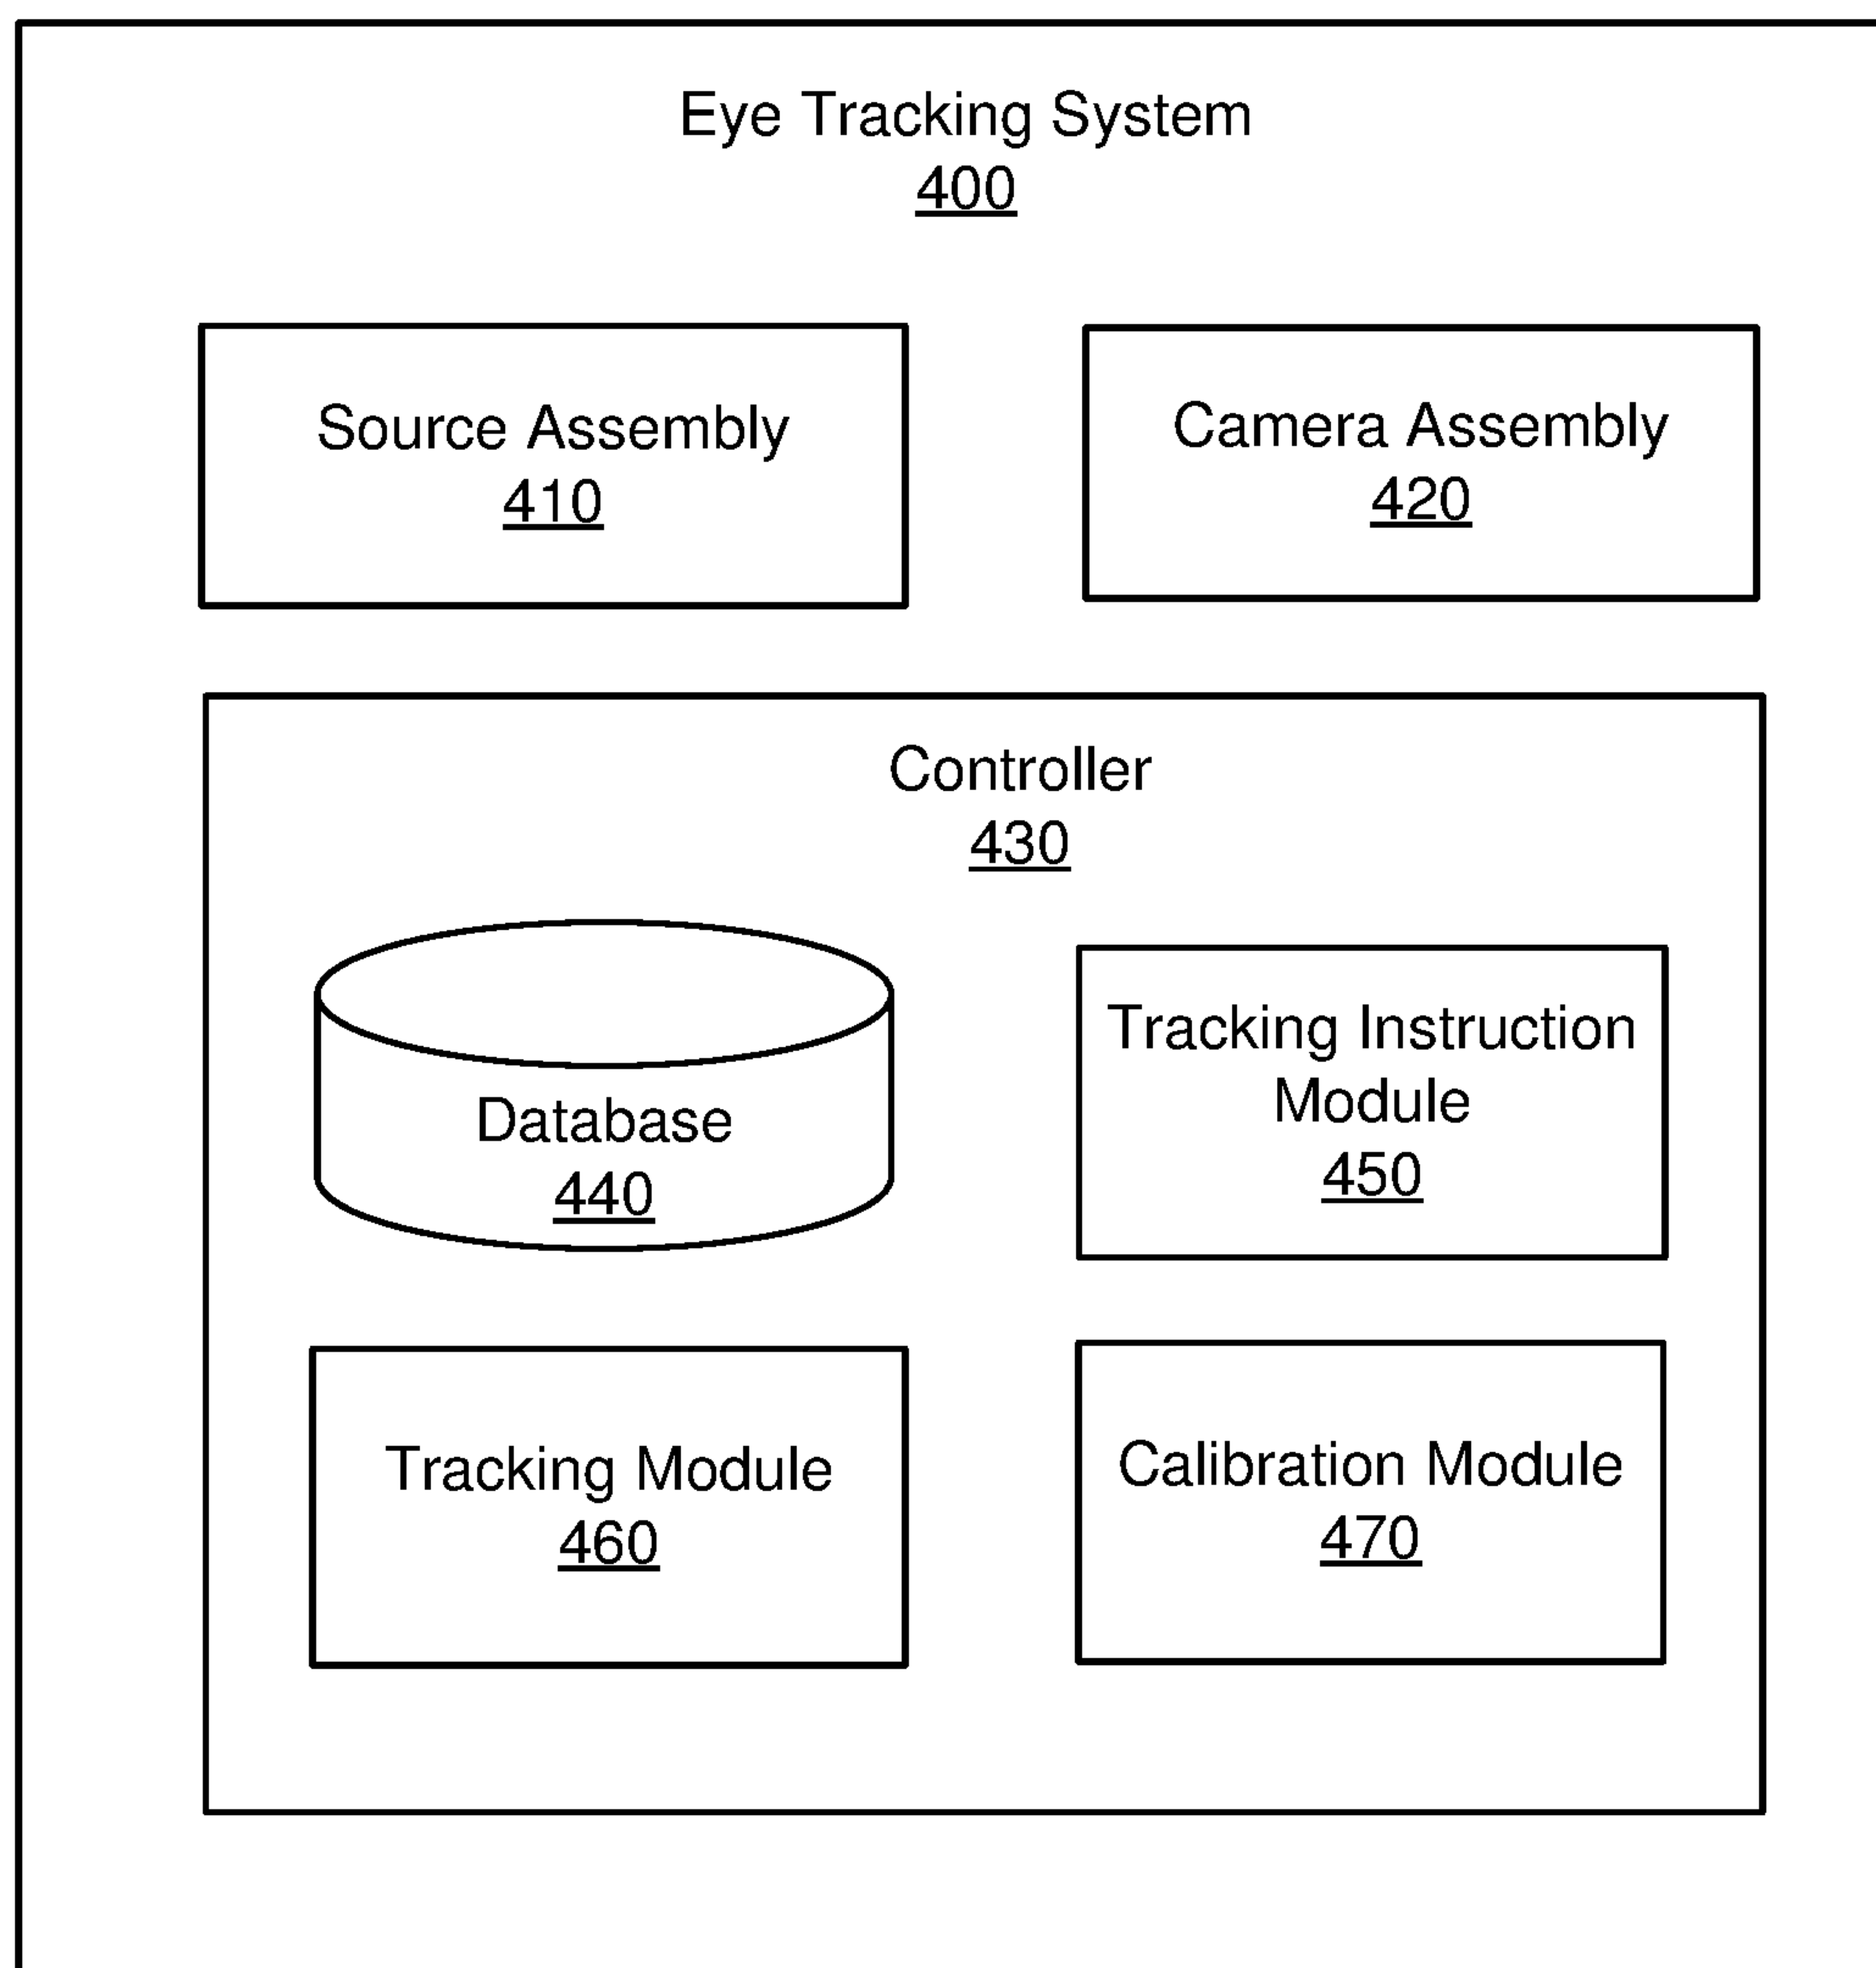 Eye Tracking System
400
Source Assembly
410
Camera Assembly
420
Controller
430
Database
440
Tracking Instruction
Module
450
Tracking Module
460
Calibration Module
470